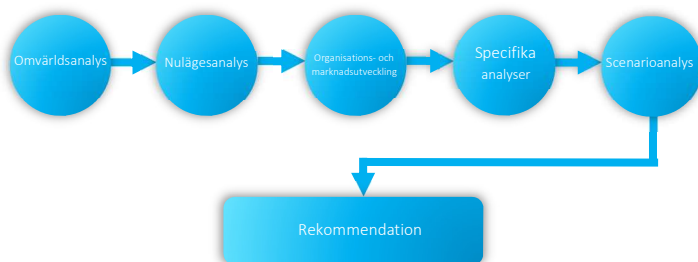 Omvärldsanalys
Nulägesanalys
Organisations- och
marknadsutveckling
Specifika
analyser
Scenarioanalys
Rekommendation